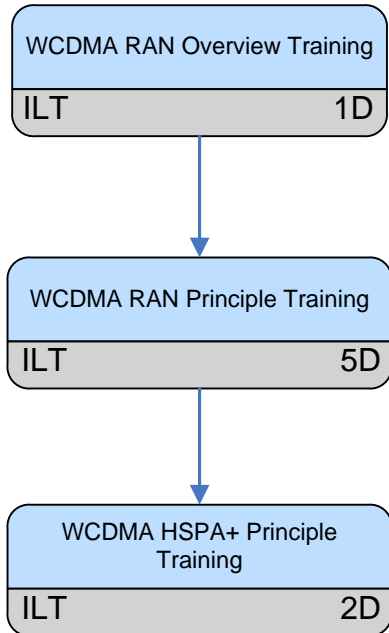 WCDMA RAN Overview Training
ILT 1D
WCDMA RAN Principle Training
ILT 5D
WCDMA HSPA+ Principle
Training
ILT 2D